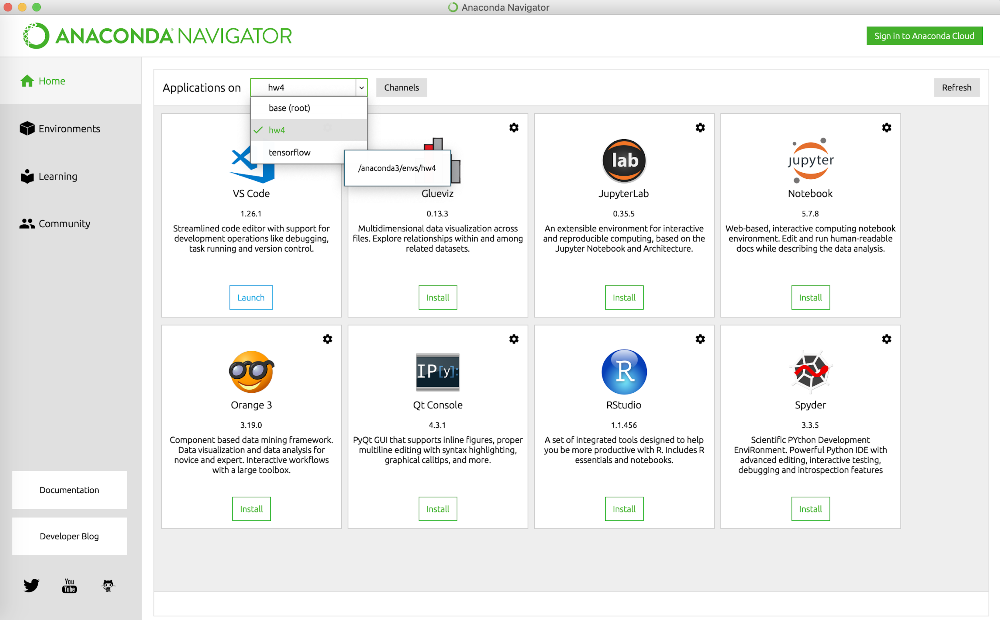 Anaconda Navigator
ANACONDA® NAVIGATOR
Sign in to Anaconda Cloud
Home
Environments
Learning
Community
Documentation
Developer Blog
You
Tube
Applications on
hw4
Channels
Refresh
base (root)
hw4
tensorflow
/anaconda3/envs/hw4
VS Code
1.26.1
Streamlined code editor with support for
development operations like debugging,
task running and version control.
Launch
Glueviz
0.13.3
Multidimensional data visualization across
files. Explore relationships within and among
related datasets.
Install
lab
JupyterLab
0.35.5
An extensible environment for interactive
and reproducible computing, based on the
Jupyter Notebook and Architecture.
Install
jupyter
Notebook
5.7.8
Web-based, interactive computing notebook
environment. Edit and run human-readable
docs while describing the data analysis.
Install
Orange 3
3.19.0
Component based data mining framework.
Data visualization and data analysis for
novice and expert. Interactive workflows
with a large toolbox.
Install
IP[y]:
Qt Console
4.3.1
PyQt GUI that supports inline figures, proper
multiline editing with syntax highlighting,
graphical calltips, and more.
Install
R
RStudio
1.1.456
A set of integrated tools designed to help
you be more productive with R. Includes R
essentials and notebooks.
Install
Spyder
3.3.5
Scientific PYthon Development
EnviRonment. Powerful Python IDE with
advanced editing, interactive testing,
debugging and introspection features
Install